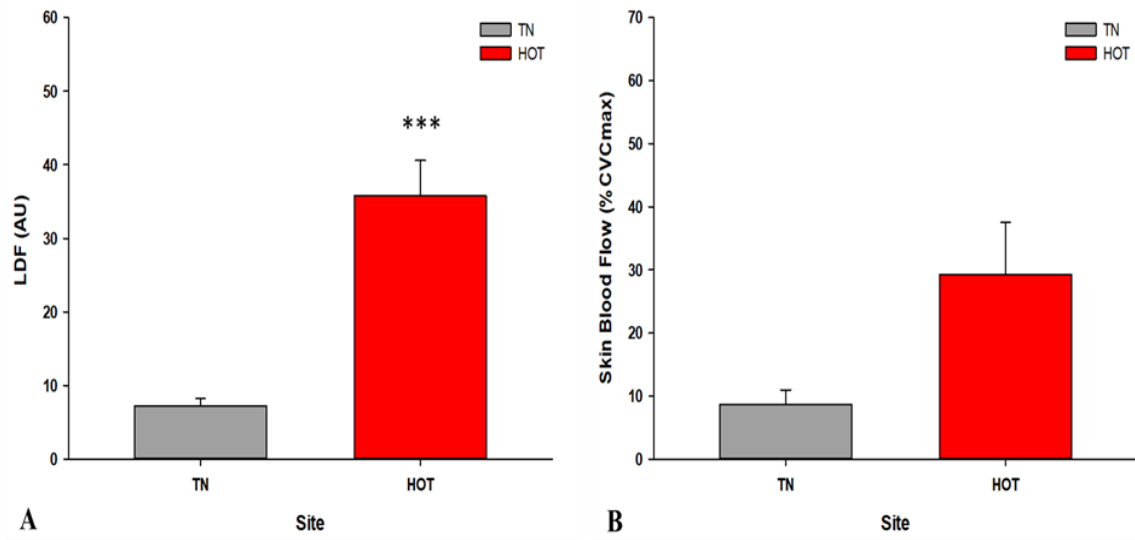 60
50
40
30
20
10
0
LDF (AU)
TN
HOT
***
TN
HOT
Site
A
70
60
50
40
30
20
10
0
Skin Blood Flow (%CVCmax)
TN
HOT
TN
HOT
Site
B